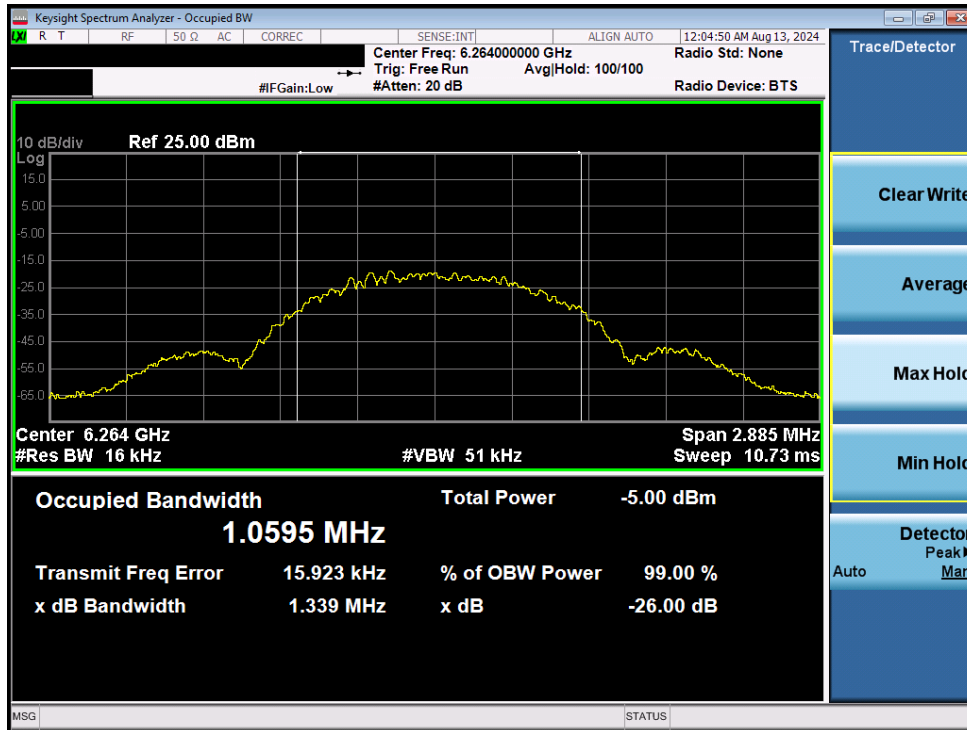 Keysight Spectrum Analyzer - Occupied BW
LXI R T RF 50 Ω AC CORREC SENSE:INT ALIGN AUTO 12:04:50 AM Aug 13, 2024
Center Freq: 6.264000000 GHz Radio Std: None
Trig: Free Run Avg|Hold: 100/100
#IFGain:Low #Atten: 20 dB Radio Device: BTS
10 dB/div Ref 25.00 dBm
Log
15.0
5.00
-5.00
-15.0
-25.0
-35.0
-45.0
-55.0
-65.0
Center 6.264 GHz Span 2.885 MHz
#Res BW 16 kHz #VBW 51 kHz Sweep 10.73 ms
Occupied Bandwidth Total Power -5.00 dBm
1.0595 MHz
Transmit Freq Error 15.923 kHz % of OBW Power 99.00 %
x dB Bandwidth 1.339 MHz x dB -26.00 dB
MSG STATUS
Trace/Detector
Clear Write
Average
Max Hold
Min Hold
Detector
Peak
Auto Man